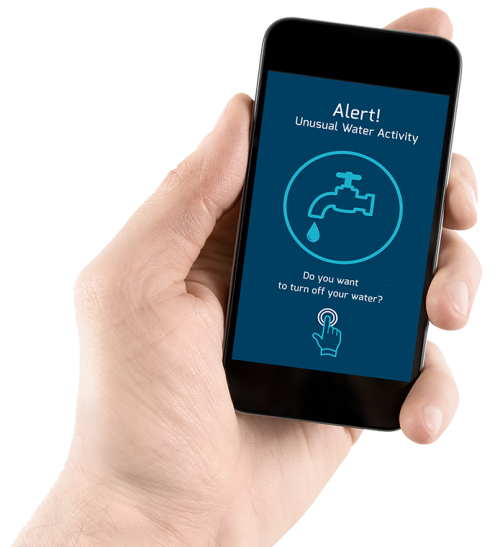 Alert!
Unusual Water Activity
Do you want
to turn off your water?